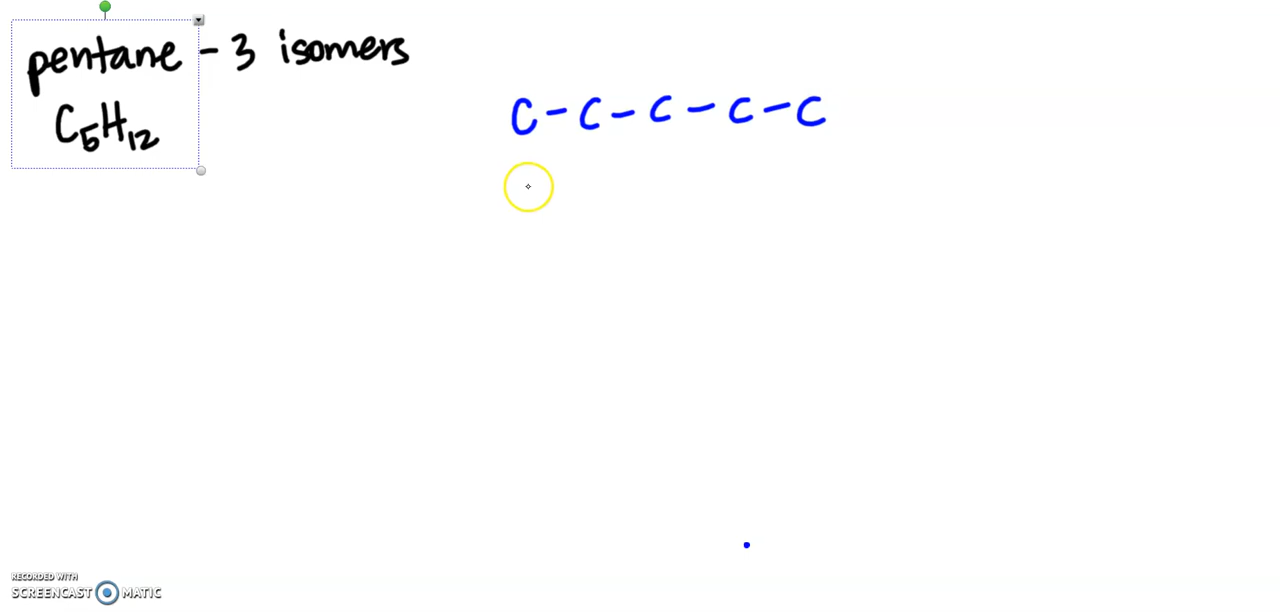 pentane - 3 isomers
C₅H₁₂
C - C - C - C - C
RECORDED WITH
SCREENCAST MATIC